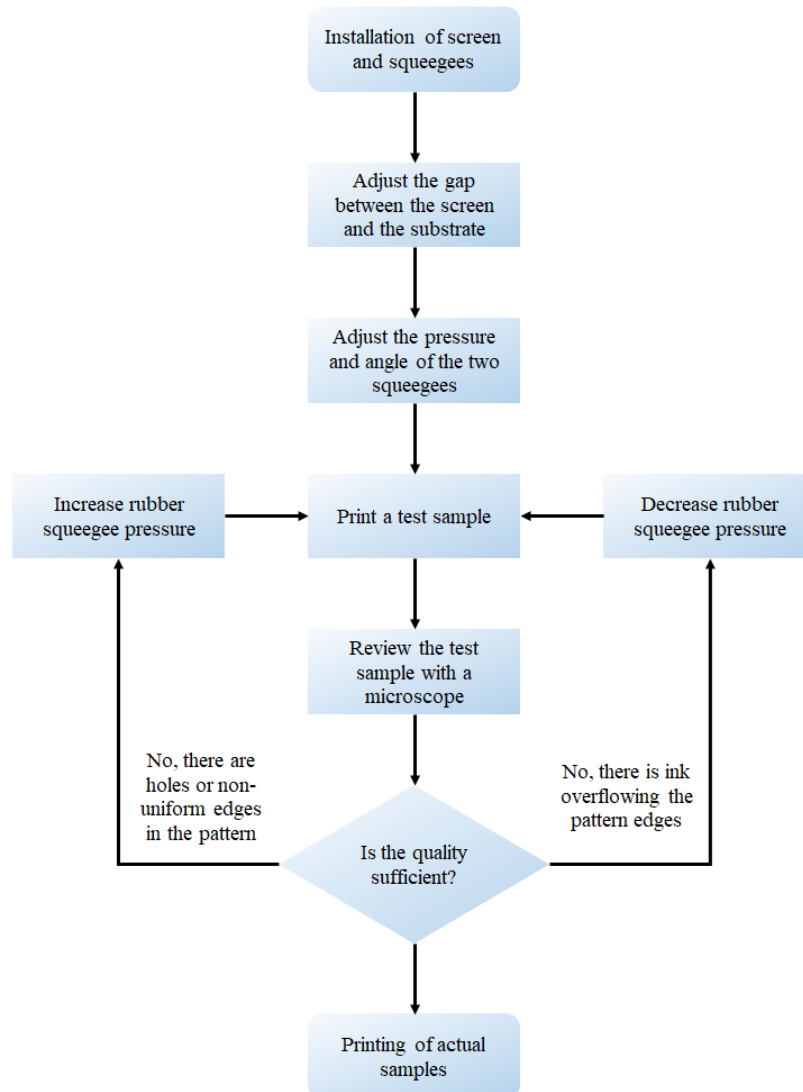 Installation of screen
and squeegees
Adjust the gap
between the screen
and the substrate
Adjust the pressure
and angle of the two
squeegees
Increase rubber
squeegee pressure
Print a test sample
Decrease rubber
squeegee pressure
Review the test
sample with a
microscope
No, there are
holes or non-
uniform edges
in the pattern
No, there is ink
overflowing the
pattern edges
Is the quality
sufficient?
Printing of actual
samples